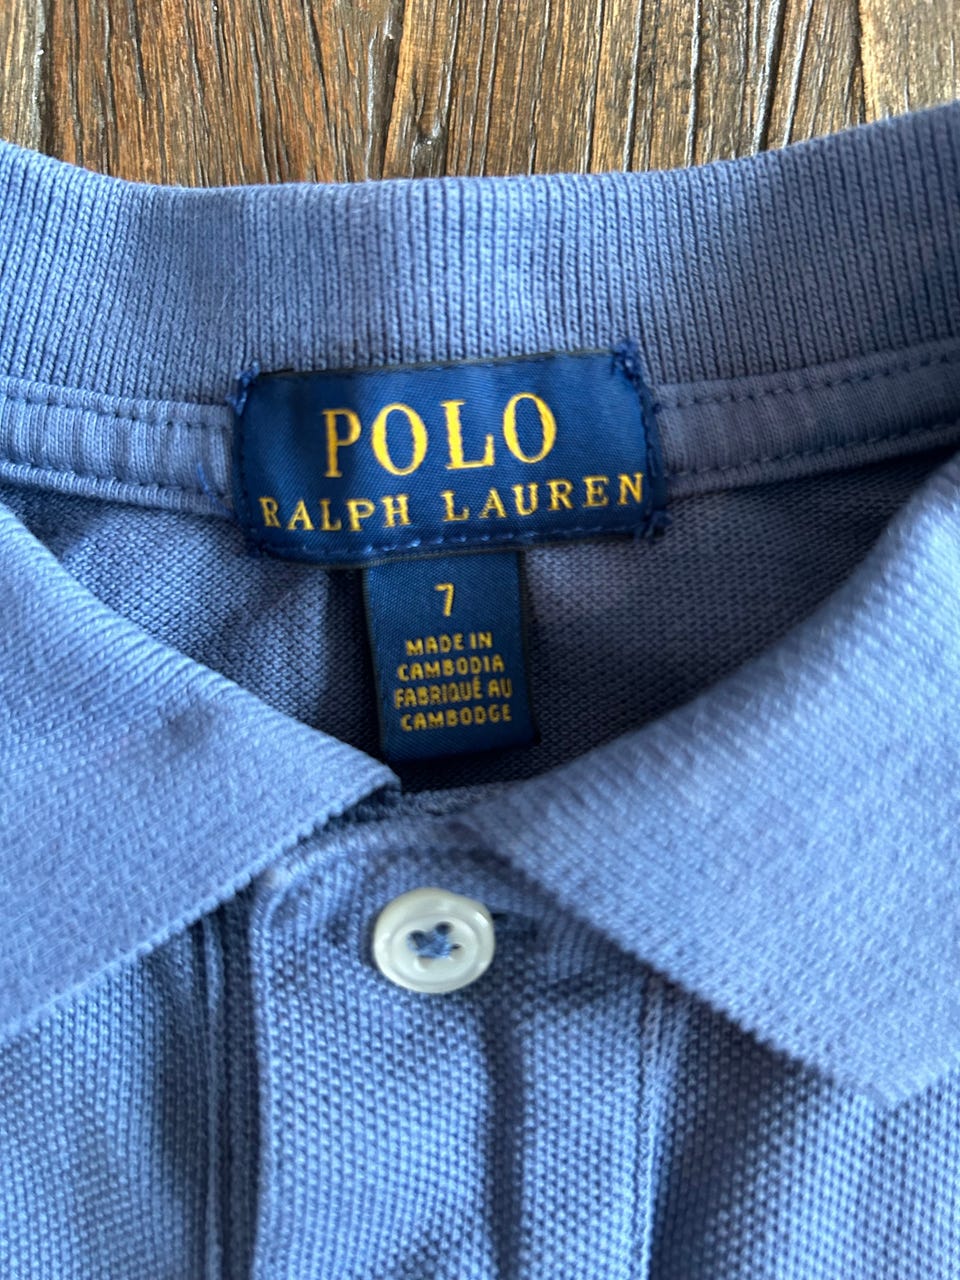 POLO
RALPH LAUREN
7
MADE IN
CAMBODIA
FABRIQUÉ AU
CAMBODGE